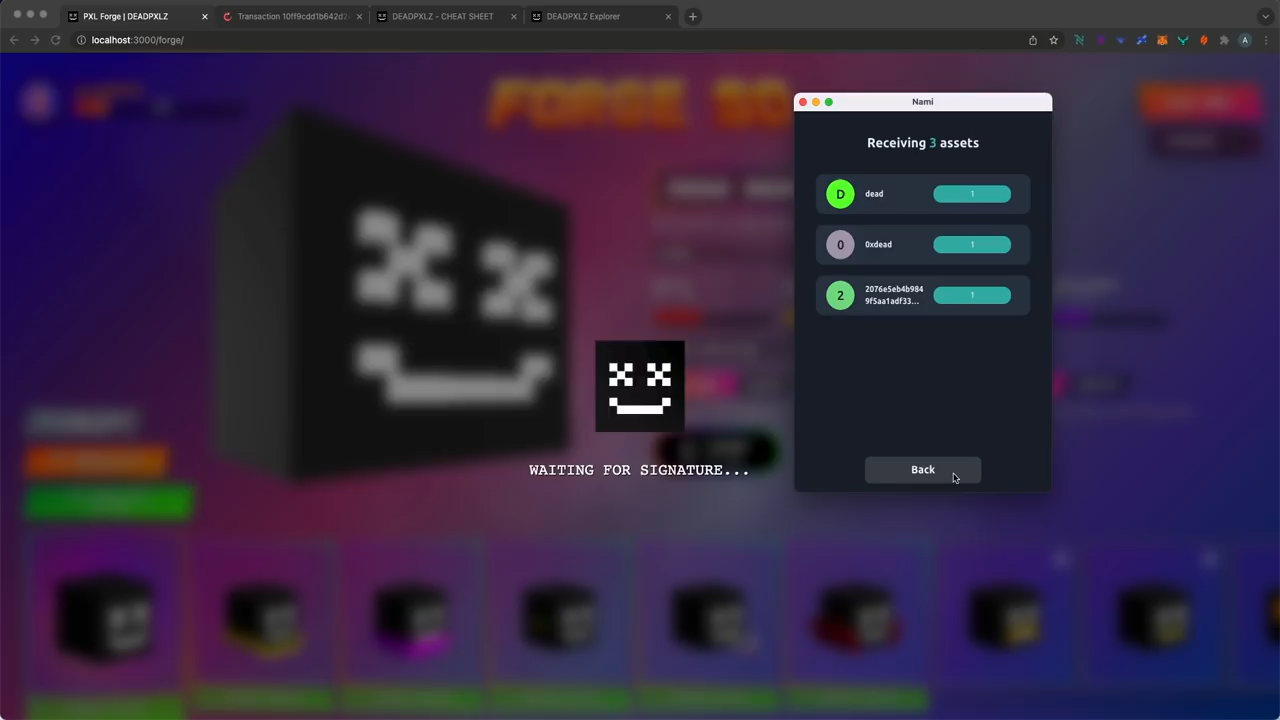 PXL Forge | DEADPXLZ
Transaction 10ff9cdd1b642d2
DEADPXLZ - CHEAT SHEET
DEADPXLZ Explorer
localhost:3000/forge/
A
Nami
Receiving 3 assets
D
dead
1
0
0xdead
1
2
2076e5eb4b984
9f5aa1adf33...
1
Back
WAITING FOR SIGNATURE...